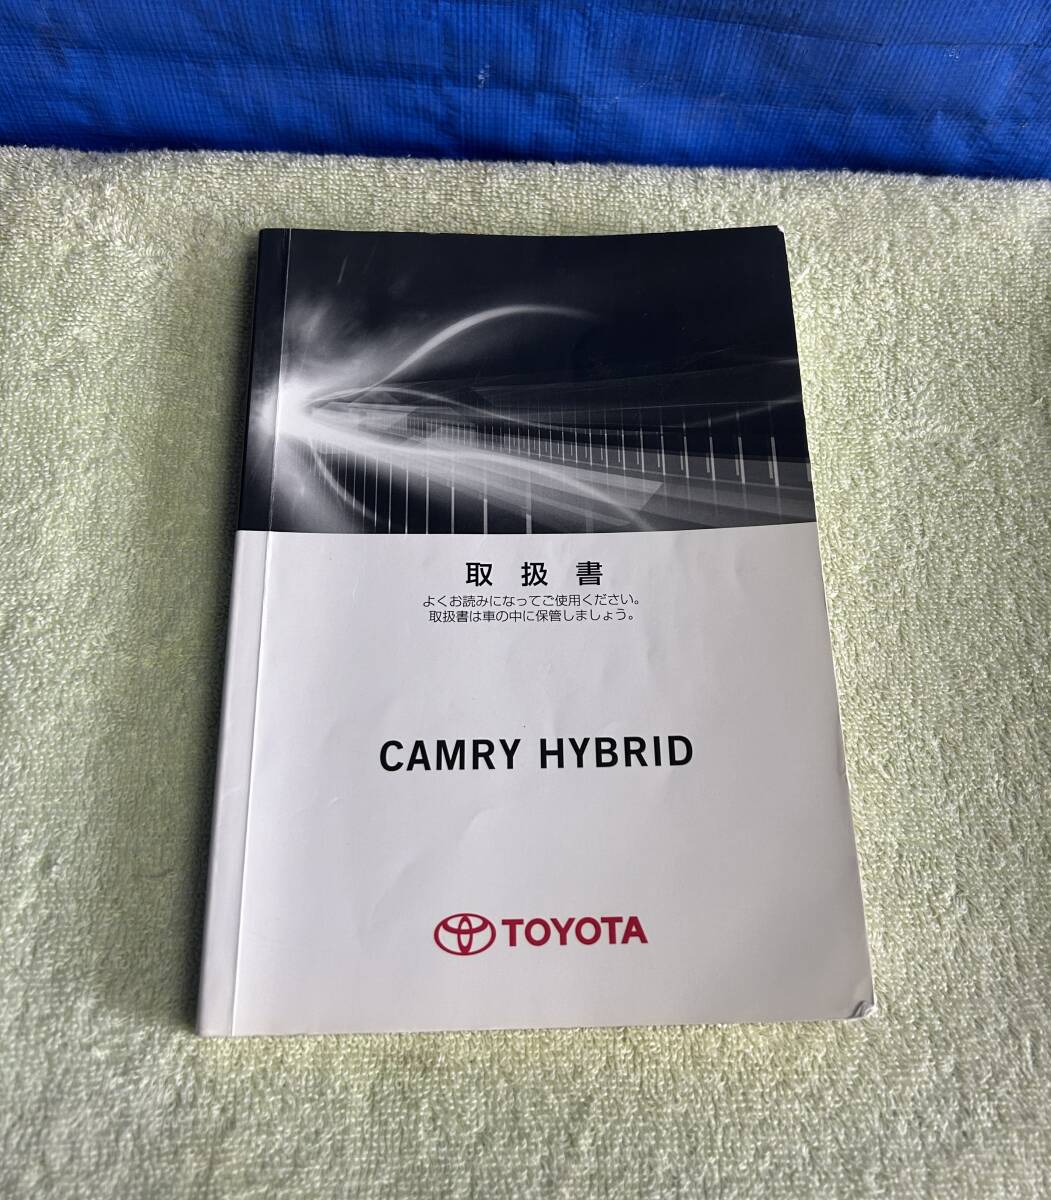 取扱書
よくお読みになってご使用ください。
取扱書は車の中に保管しましょう。
CAMRY HYBRID
TOYOTA